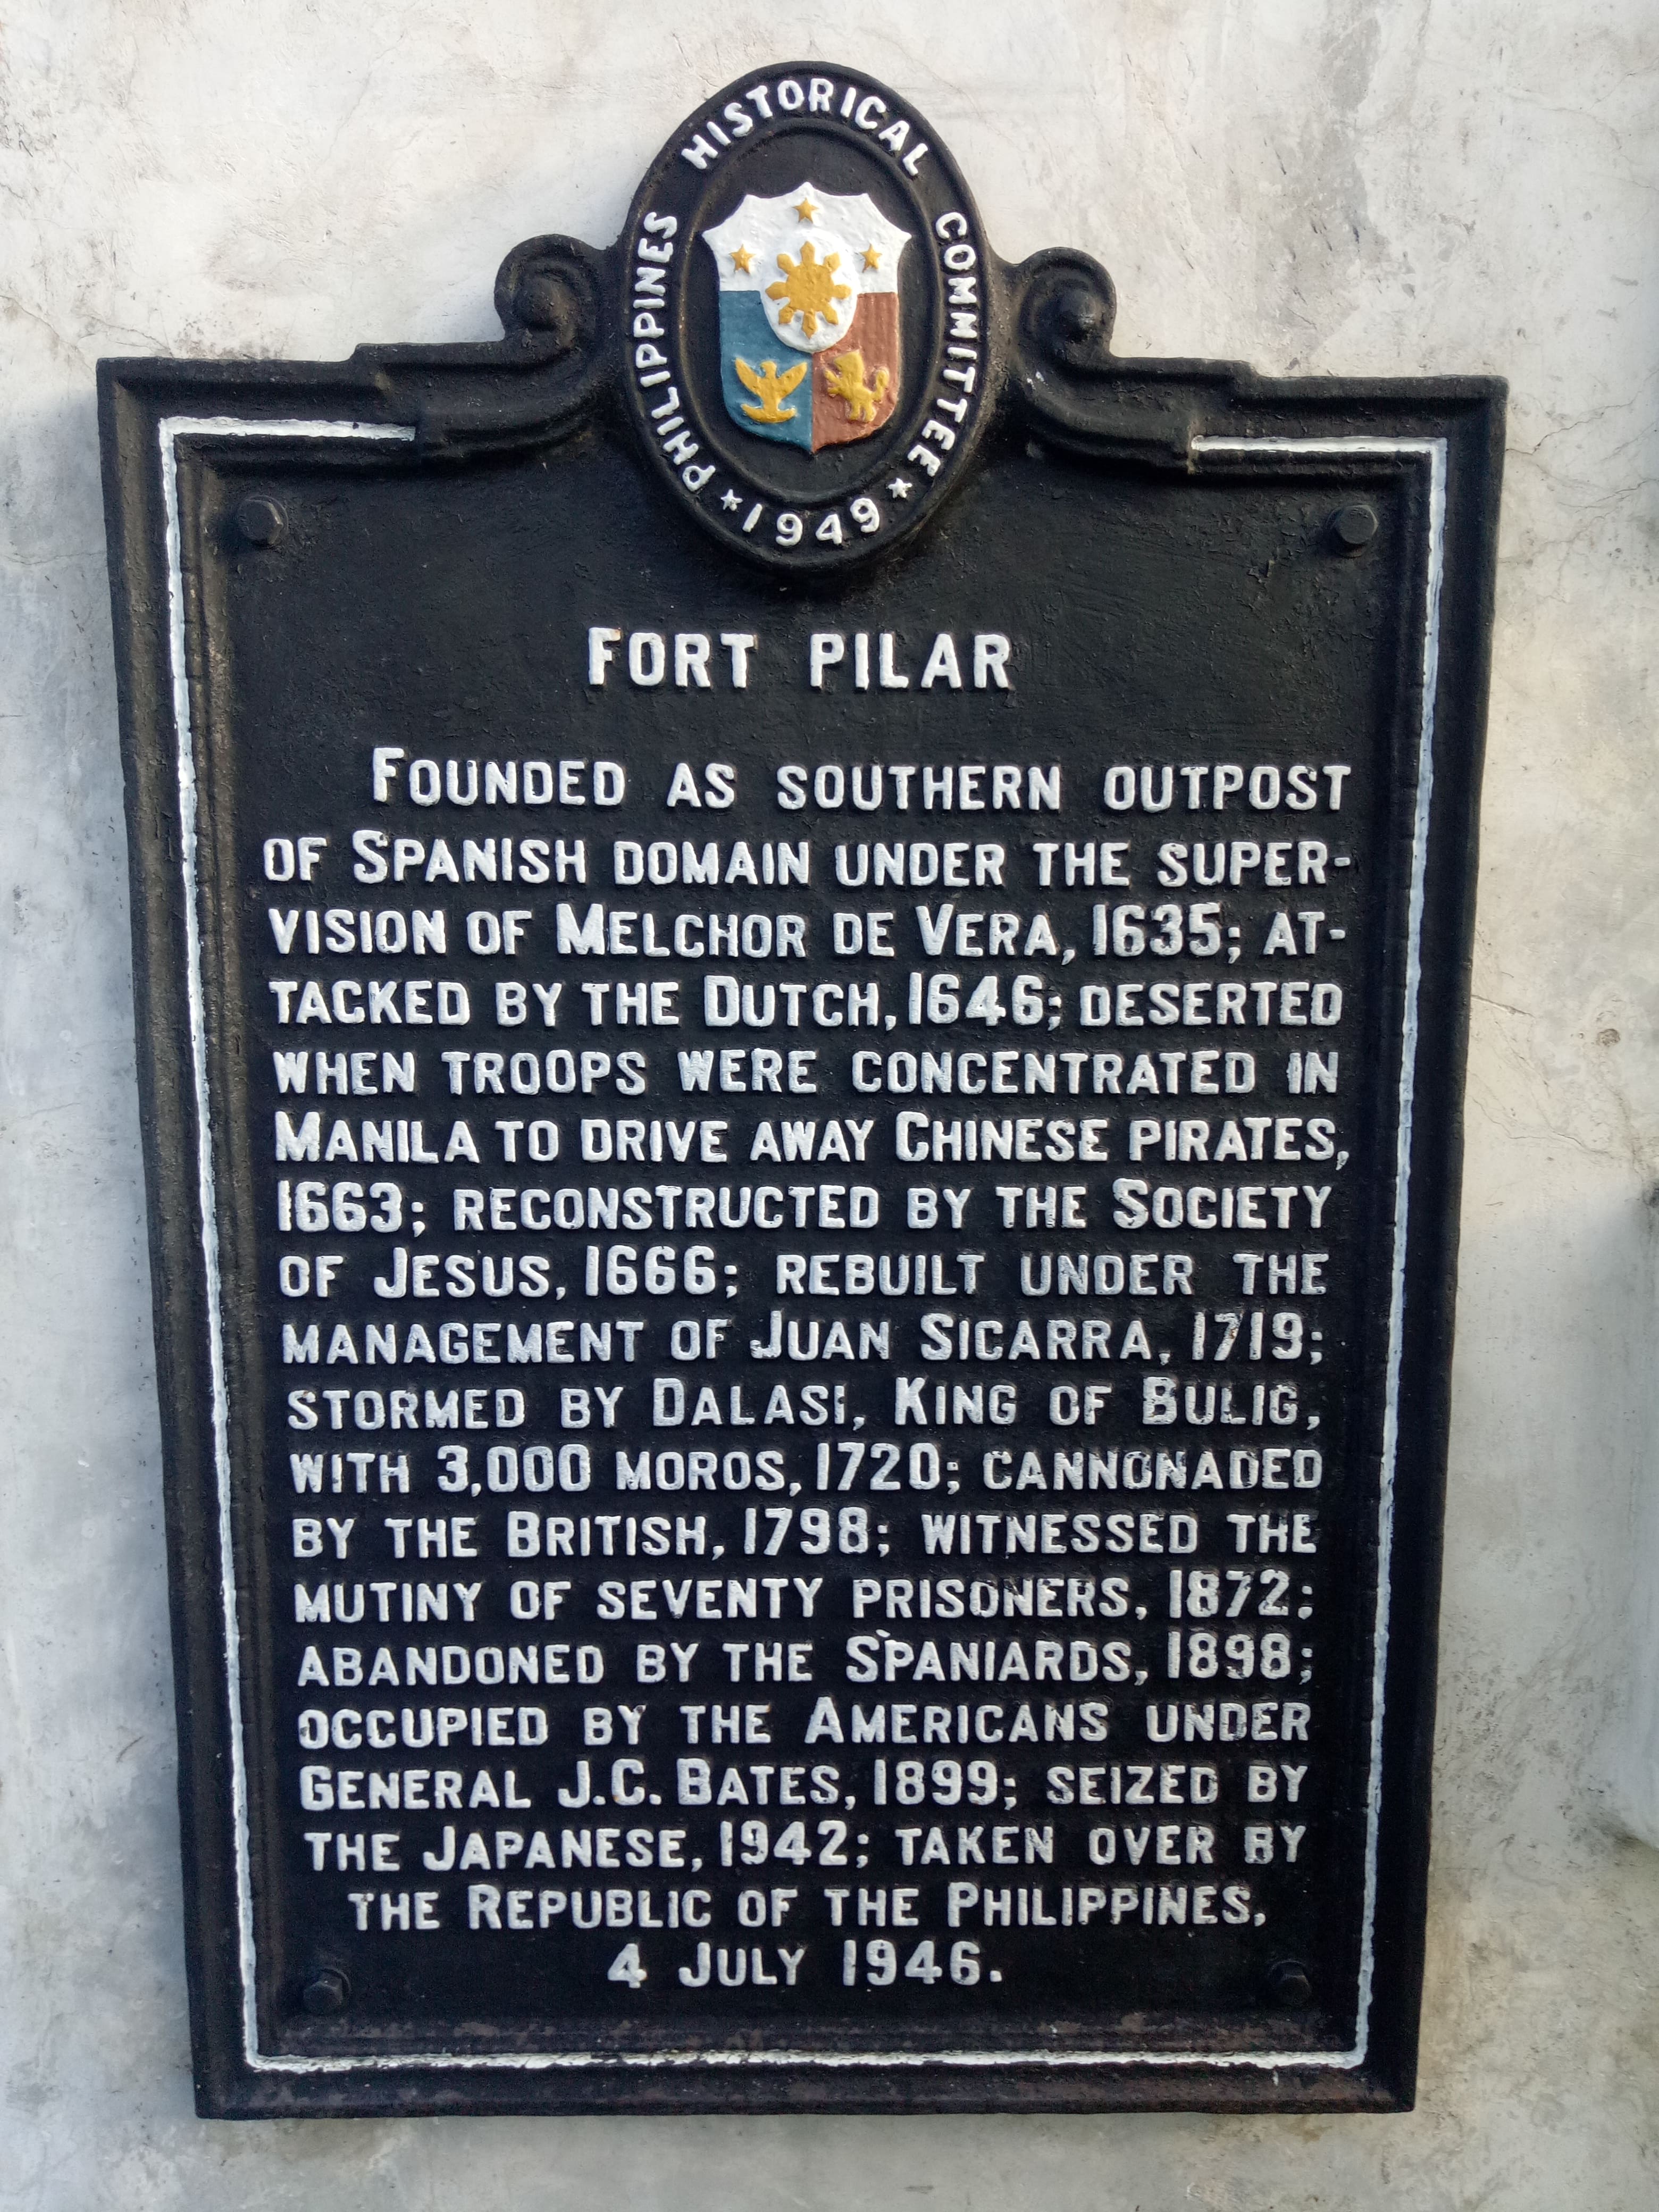 PHILIPPINES HISTORICAL COMMITTEE
★ 1949 ★
FORT PILAR
FOUNDED AS SOUTHERN OUTPOST
OF SPANISH DOMAIN UNDER THE SUPER-
VISION OF MELCHOR DE VERA, 1635; AT-
TACKED BY THE DUTCH, 1646; DESERTED
WHEN TROOPS WERE CONCENTRATED IN
MANILA TO DRIVE AWAY CHINESE PIRATES,
1663; RECONSTRUCTED BY THE SOCIETY
OF JESUS, 1666; REBUILT UNDER THE
MANAGEMENT OF JUAN SICARRA, 1719;
STORMED BY DALASI, KING OF BULIG,
WITH 3,000 MOROS, 1720; CANNONADED
BY THE BRITISH, 1798; WITNESSED THE
MUTINY OF SEVENTY PRISONERS, 1872;
ABANDONED BY THE SPANIARDS, 1898;
OCCUPIED BY THE AMERICANS UNDER
GENERAL J.C. BATES, 1899; SEIZED BY
THE JAPANESE, 1942; TAKEN OVER BY
THE REPUBLIC OF THE PHILIPPINES,
4 JULY 1946.